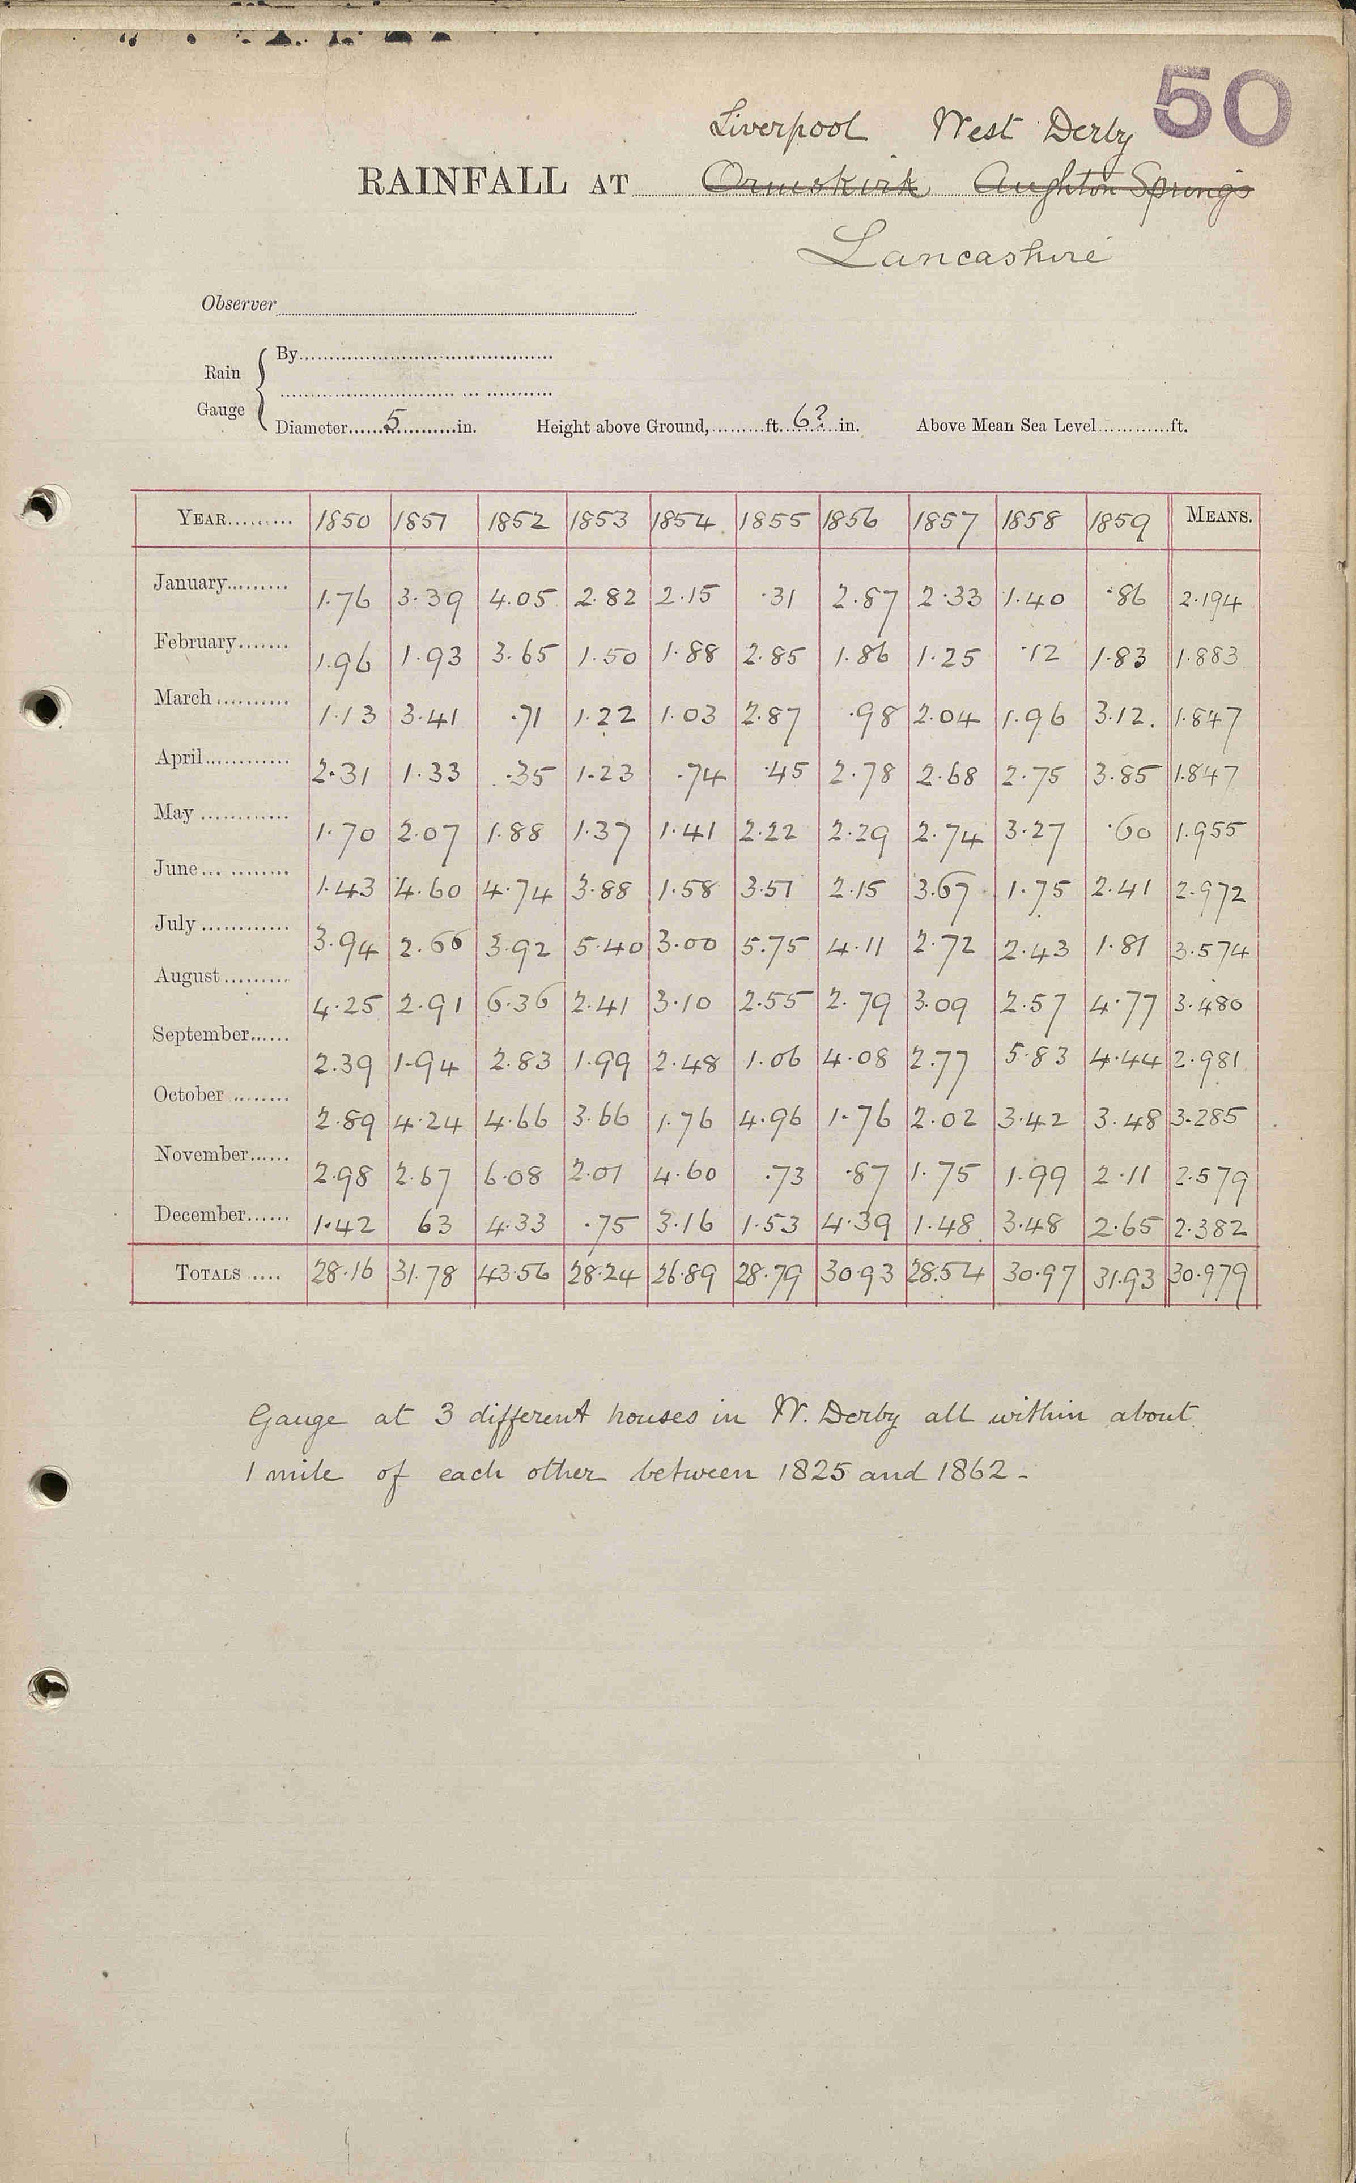 50
Liverpool West Derby
RAINFALL AT Ormskirk Aughton Springs
Lancashire
Observer
Rain Gauge { By
Diameter 5 in. Height above Ground, ft. 6? in. Above Mean Sea Level ft.
YEAR 1850 1851 1852 1853 1854 1855 1856 1857 1858 1859 MEANS.
January 1.76 3.39 4.05 2.82 2.15 .31 2.87 2.33 1.40 .86 2.194
February 1.96 1.93 3.65 1.50 1.88 2.85 1.86 1.25 .12 1.83 1.883
March 1.13 3.41 .71 1.22 1.03 2.87 .98 2.04 1.96 3.12. 1.847
April 2.31 1.33 .35 1.23 .74 .45 2.78 2.68 2.75 3.85 1.847
May 1.70 2.07 1.88 1.37 1.41 2.22 2.29 2.74 3.27 .60 1.955
June 1.43 4.60 4.74 3.88 1.58 3.51 2.15 3.67 1.75 2.41 2.972
July 3.94 2.66 3.92 5.40 3.00 5.75 4.11 2.72 2.43 1.81 3.574
August 4.25 2.91 6.36 2.41 3.10 2.55 2.79 3.09 2.57 4.77 3.480
September 2.39 1.94 2.83 1.99 2.48 1.06 4.08 2.77 5.83 4.44 2.981
October 2.89 4.24 4.66 3.66 1.76 4.96 1.76 2.02 3.42 3.48 3.285
November 2.98 2.67 6.08 2.01 4.60 .73 .87 1.75 1.99 2.11 2.579
December 1.42 63 4.33 .75 3.16 1.53 4.39 1.48 3.48 2.65 2.382
TOTALS 28.16 31.78 43.56 28.24 26.89 28.79 30.93 28.54 30.97 31.93 30.979
Gauge at 3 different houses in W. Derby all within about
1 mile of each other between 1825 and 1862 -